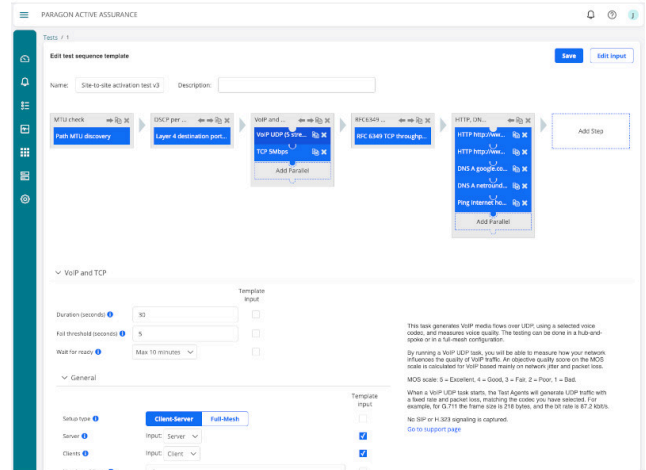 PARAGON ACTIVE ASSURANCE
J
Tests / 1
Edit test sequence template
Save
Edit input
Name:
Site-to-site activation test v3
Description:
MTU check
DSCP per ...
VoIP and ...
RFC6349 ...
HTTP, DN...
Path MTU discovery
Layer 4 destination port...
VoIP UDP (5 stre...
RFC 6349 TCP throughp...
HTTP http://ww...
Add Step
TCP 5Mbps
HTTP http://ww...
Add Parallel
DNS A google.co...
DNS A netround...
Ping Internet ho...
Add Parallel
VoIP and TCP
Template
input
Duration (seconds)
30
Fail threshold (seconds)
5
Wait for ready
Max 10 minutes
General
Template
input
Setup type
Client-Server
Full-Mesh
Server
Input: Server
Clients
Input: Client
This task generates VoIP media flows over UDP, using a selected voice
codec, and measures voice quality. The testing can be done in a hub-and-
spoke or in a full-mesh configuration.
By running a VoIP UDP task, you will be able to measure how your network
influences the quality of VoIP traffic. An objective quality score on the MOS
scale is calculated for VoIP based mainly on network jitter and packet loss.
MOS scale: 5 = Excellent, 4 = Good, 3 = Fair, 2 = Poor, 1 = Bad.
When a VoIP UDP task starts, the Test Agents will generate UDP traffic with
a fixed rate and packet loss, matching the codec you have selected. For
example, for G.711 the frame size is 218 bytes, and the bit rate is 87.2 kbit/s.
No SIP or H.323 signaling is captured.
Go to support page